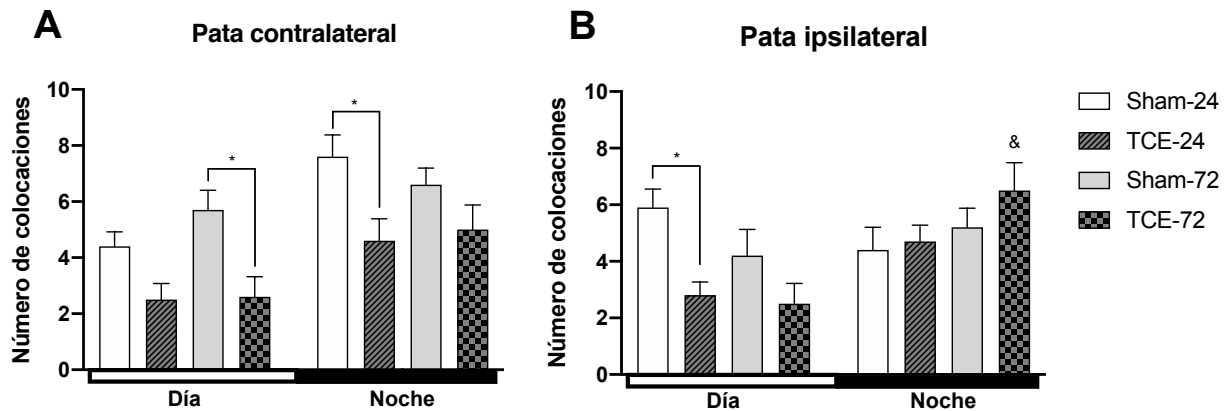 A
Pata contralateral
Número de colocaciones
10
8
6
4
2
0
*
*
Día
Noche
B
Pata ipsilateral
Número de colocaciones
10
8
6
4
2
0
*
&
Día
Noche
Sham-24
TCE-24
Sham-72
TCE-72